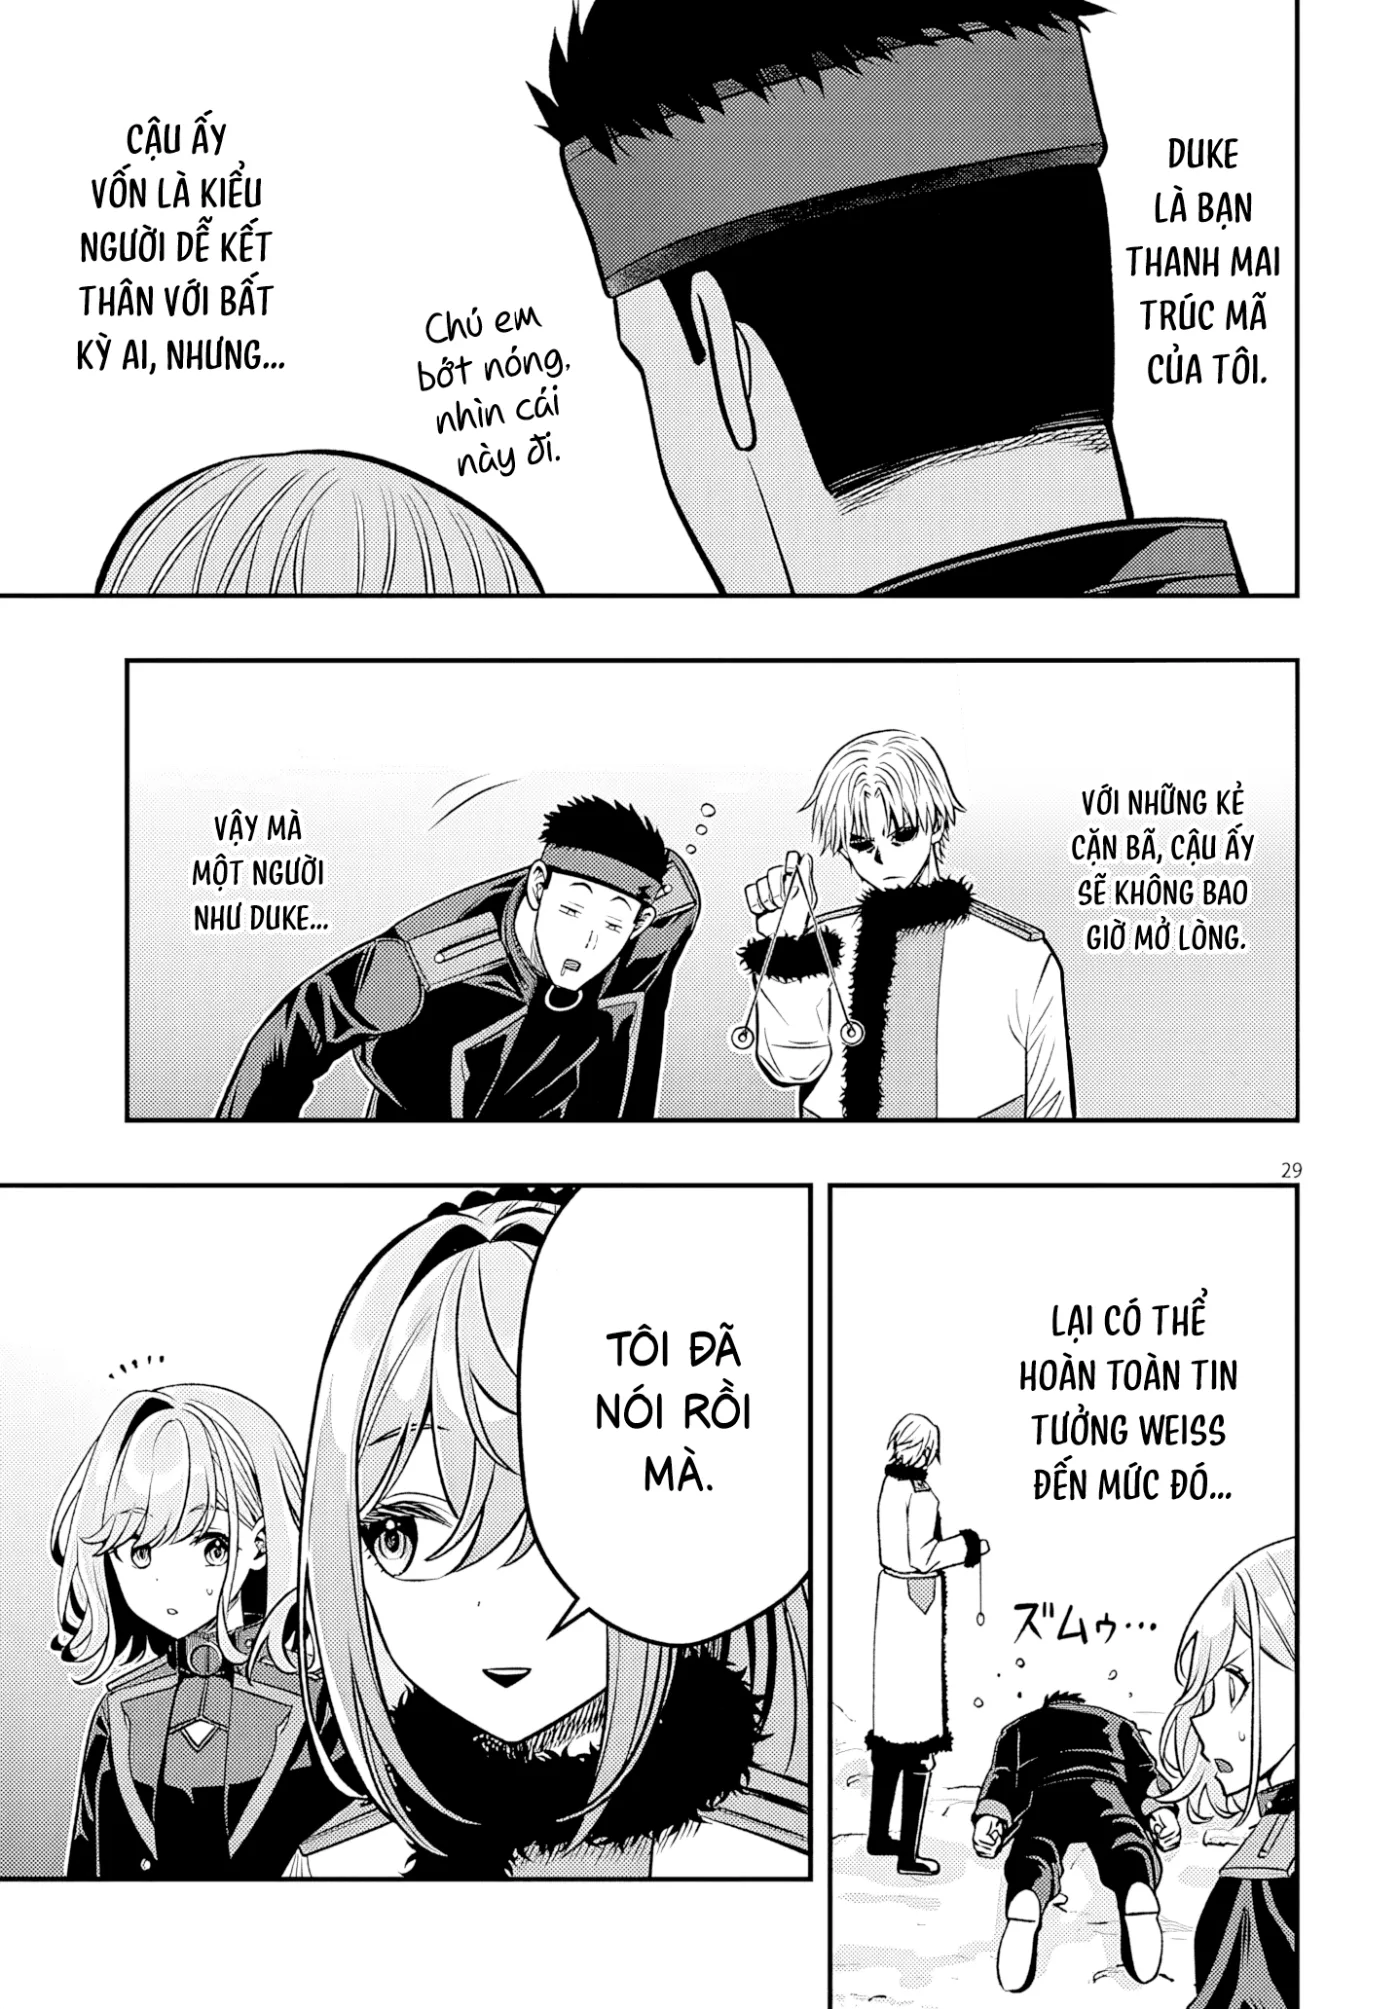 DUKE
LÀ BẠN
THANH MAI
TRÚC MÃ
CỦA TÔI.
CẬU ẤY
VỐN LÀ KIỂU
NGƯỜI DỄ KẾT
THÂN VỚI BẤT
KỲ AI, NHƯNG...
Chú em
bớt nóng,
nhìn cái
này đi.
VỚI NHỮNG KẺ
CẶN BÃ, CẬU ẤY
SẼ KHÔNG BAO
GIỜ MỞ LÒNG.
VẬY MÀ
MỘT NGƯỜI
NHƯ DUKE...
29
LẠI CÓ THỂ
HOÀN TOÀN TIN
TƯỞNG WEISS
ĐẾN MỨC ĐÓ...
ズムゥ…
TÔI ĐÃ
NÓI RỒI
MÀ.